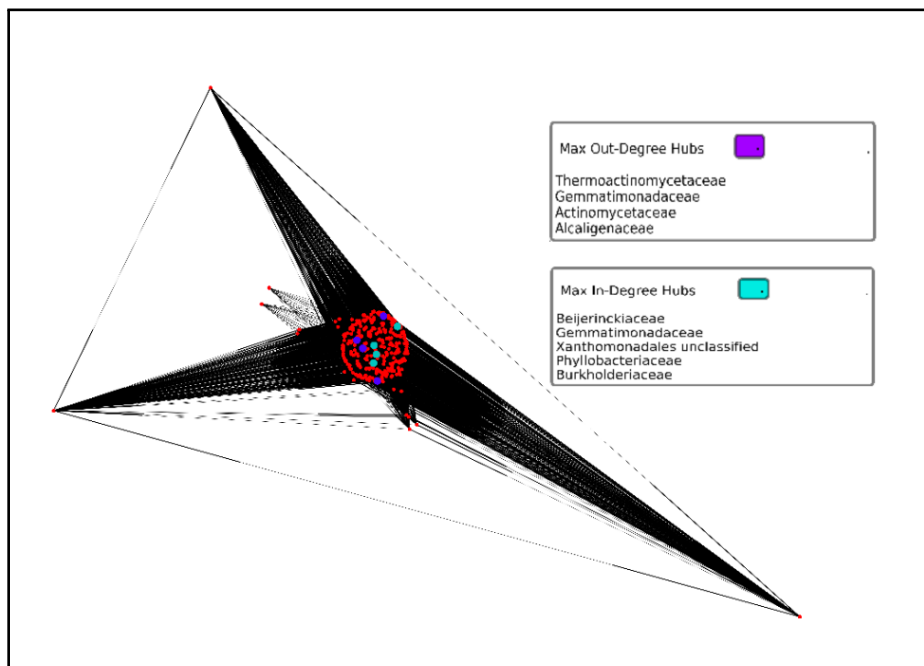 Max Out-Degree Hubs
Thermoactinomycetaceae
Gemmatimonadaceae
Actinomycetaceae
Alcaligenaceae
Max In-Degree Hubs
Beijerinckiaceae
Gemmatimonadaceae
Xanthomonadales unclassified
Phyllobacteriaceae
Burkholderiaceae